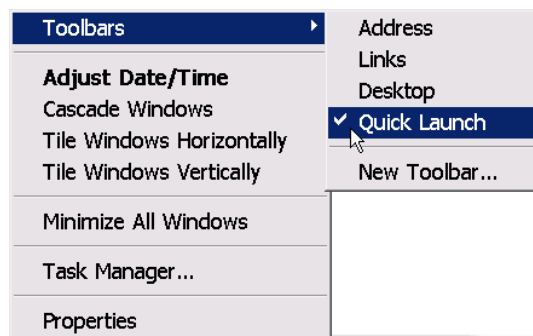 Toolbars
Adjust Date/Time
Cascade Windows
Tile Windows Horizontally
Tile Windows Vertically
Minimize All Windows
Task Manager...
Properties
Address
Links
Desktop
Quick Launch
New Toolbar...